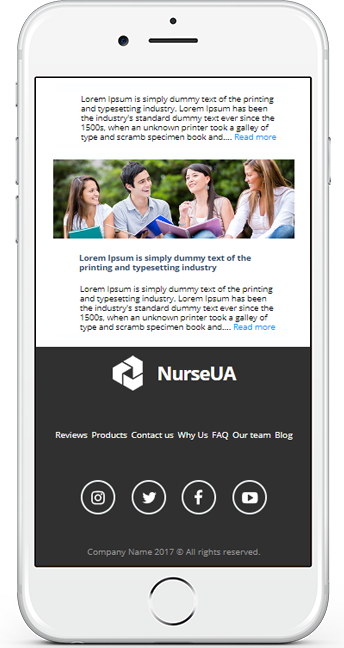 Lorem Ipsum is simply dummy text of the printing
and typesetting industry. Lorem Ipsum has been
the industry's standard dummy text ever since the
1500s, when an unknown printer took a galley of
type and scramb specimen book and.... Read more
Lorem Ipsum is simply dummy text of the
printing and typesetting industry
Lorem Ipsum is simply dummy text of the printing
and typesetting industry. Lorem Ipsum has been
the industry's standard dummy text ever since the
1500s, when an unknown printer took a galley of
type and scramb specimen book and.... Read more
NurseUA
Reviews Products Contact us Why Us FAQ Our team Blog
Company Name 2017 © All rights reserved.